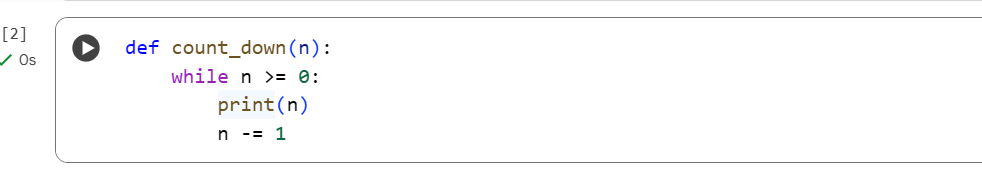 [2]
0s
def count_down(n):
    while n >= 0:
        print(n)
        n -= 1